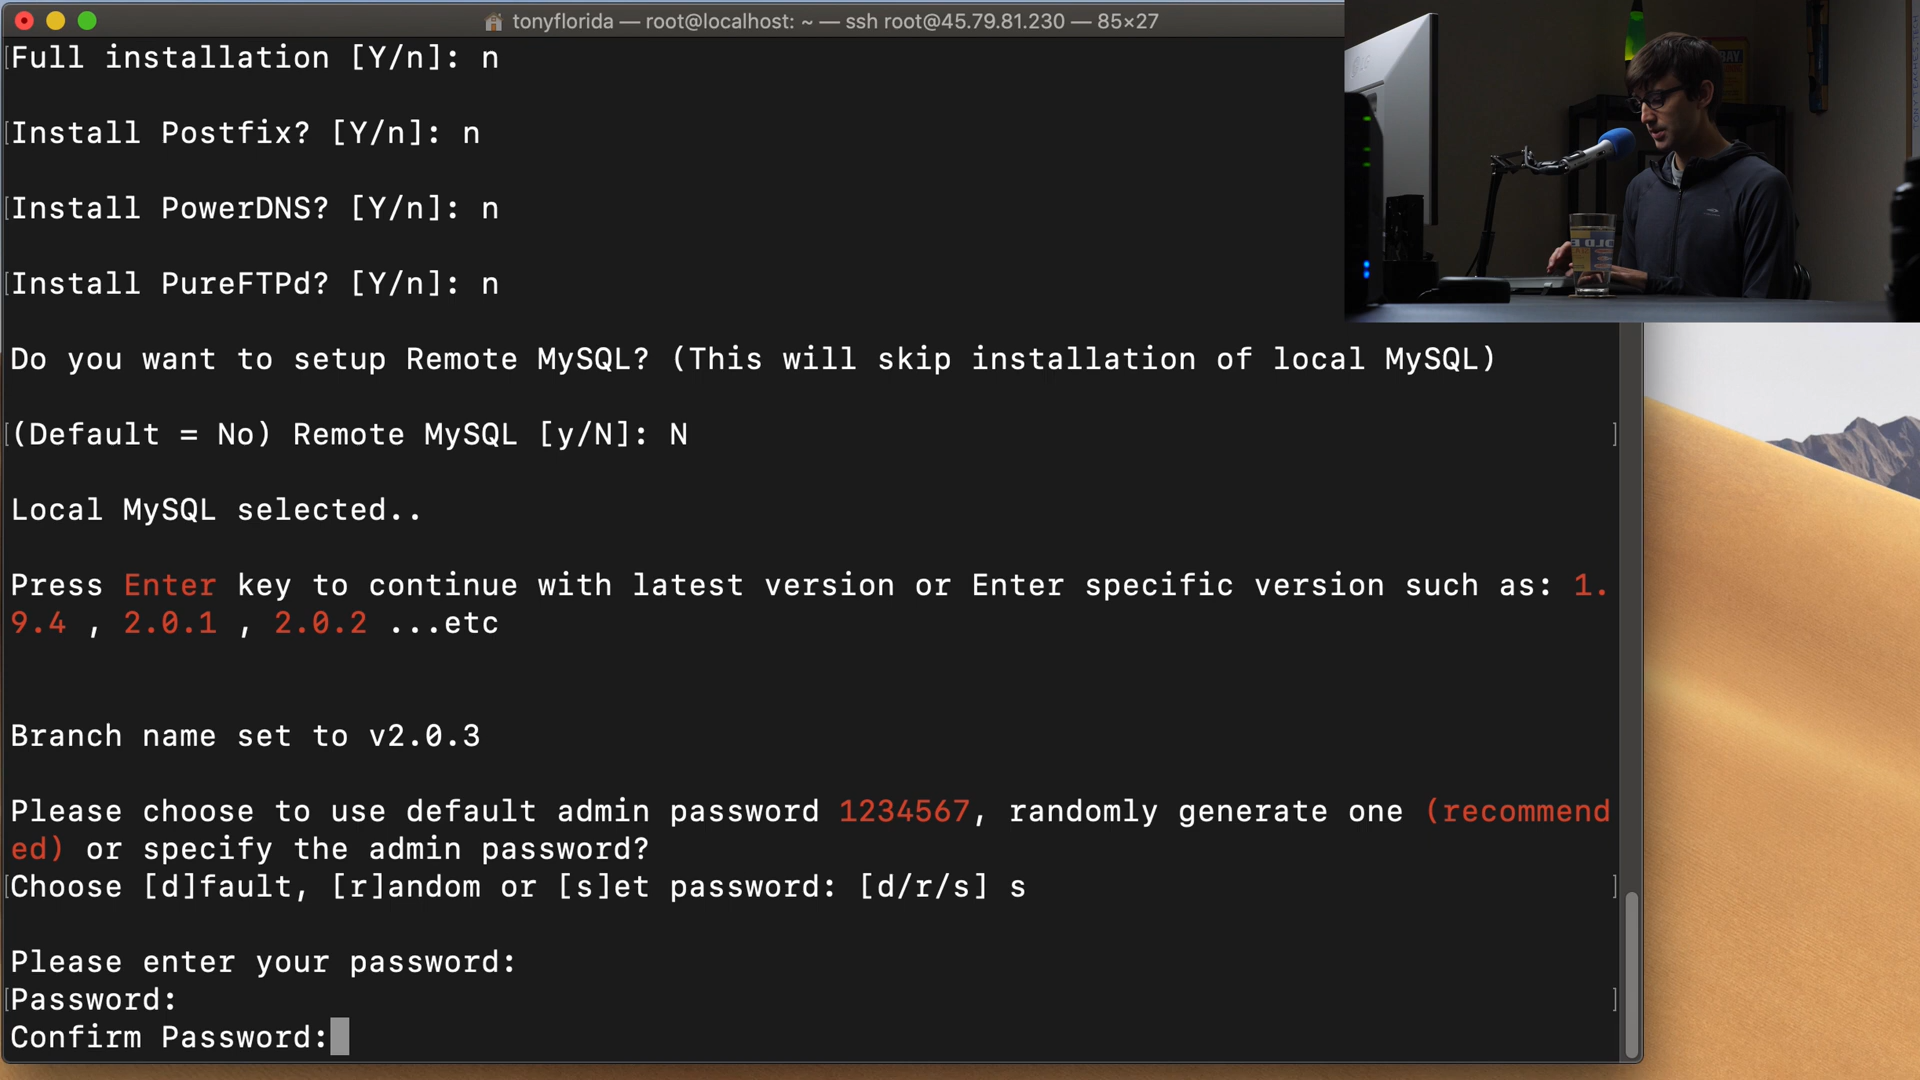 tonyflorida — root@localhost: ~ — ssh root@45.79.81.230 — 85×27
[Full installation [Y/n]: n
[Install Postfix? [Y/n]: n
[Install PowerDNS? [Y/n]: n
[Install PureFTPd? [Y/n]: n
Do you want to setup Remote MySQL? (This will skip installation of local MySQL)
[(Default = No) Remote MySQL [y/N]: N ]
Local MySQL selected..
Press Enter key to continue with latest version or Enter specific version such as: 1.
9.4 , 2.0.1 , 2.0.2 ...etc
Branch name set to v2.0.3
Please choose to use default admin password 1234567, randomly generate one (recommend
ed) or specify the admin password?
[Choose [d]fault, [r]andom or [s]et password: [d/r/s] s ]
Please enter your password:
[Password: ]
Confirm Password: